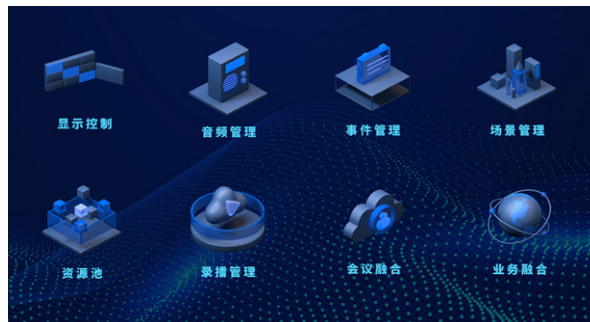 显示控制
音频管理
事件管理
场景管理
资源池
录播管理
会议融合
业务融合